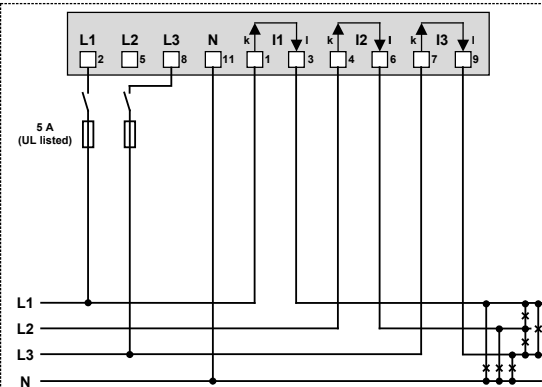 k I1 l k I2 l k I3 l
L1 L2 L3 N
2 5 8 11 1 3 4 6 7 9
5 A
(UL listed)
L1
L2
L3
N